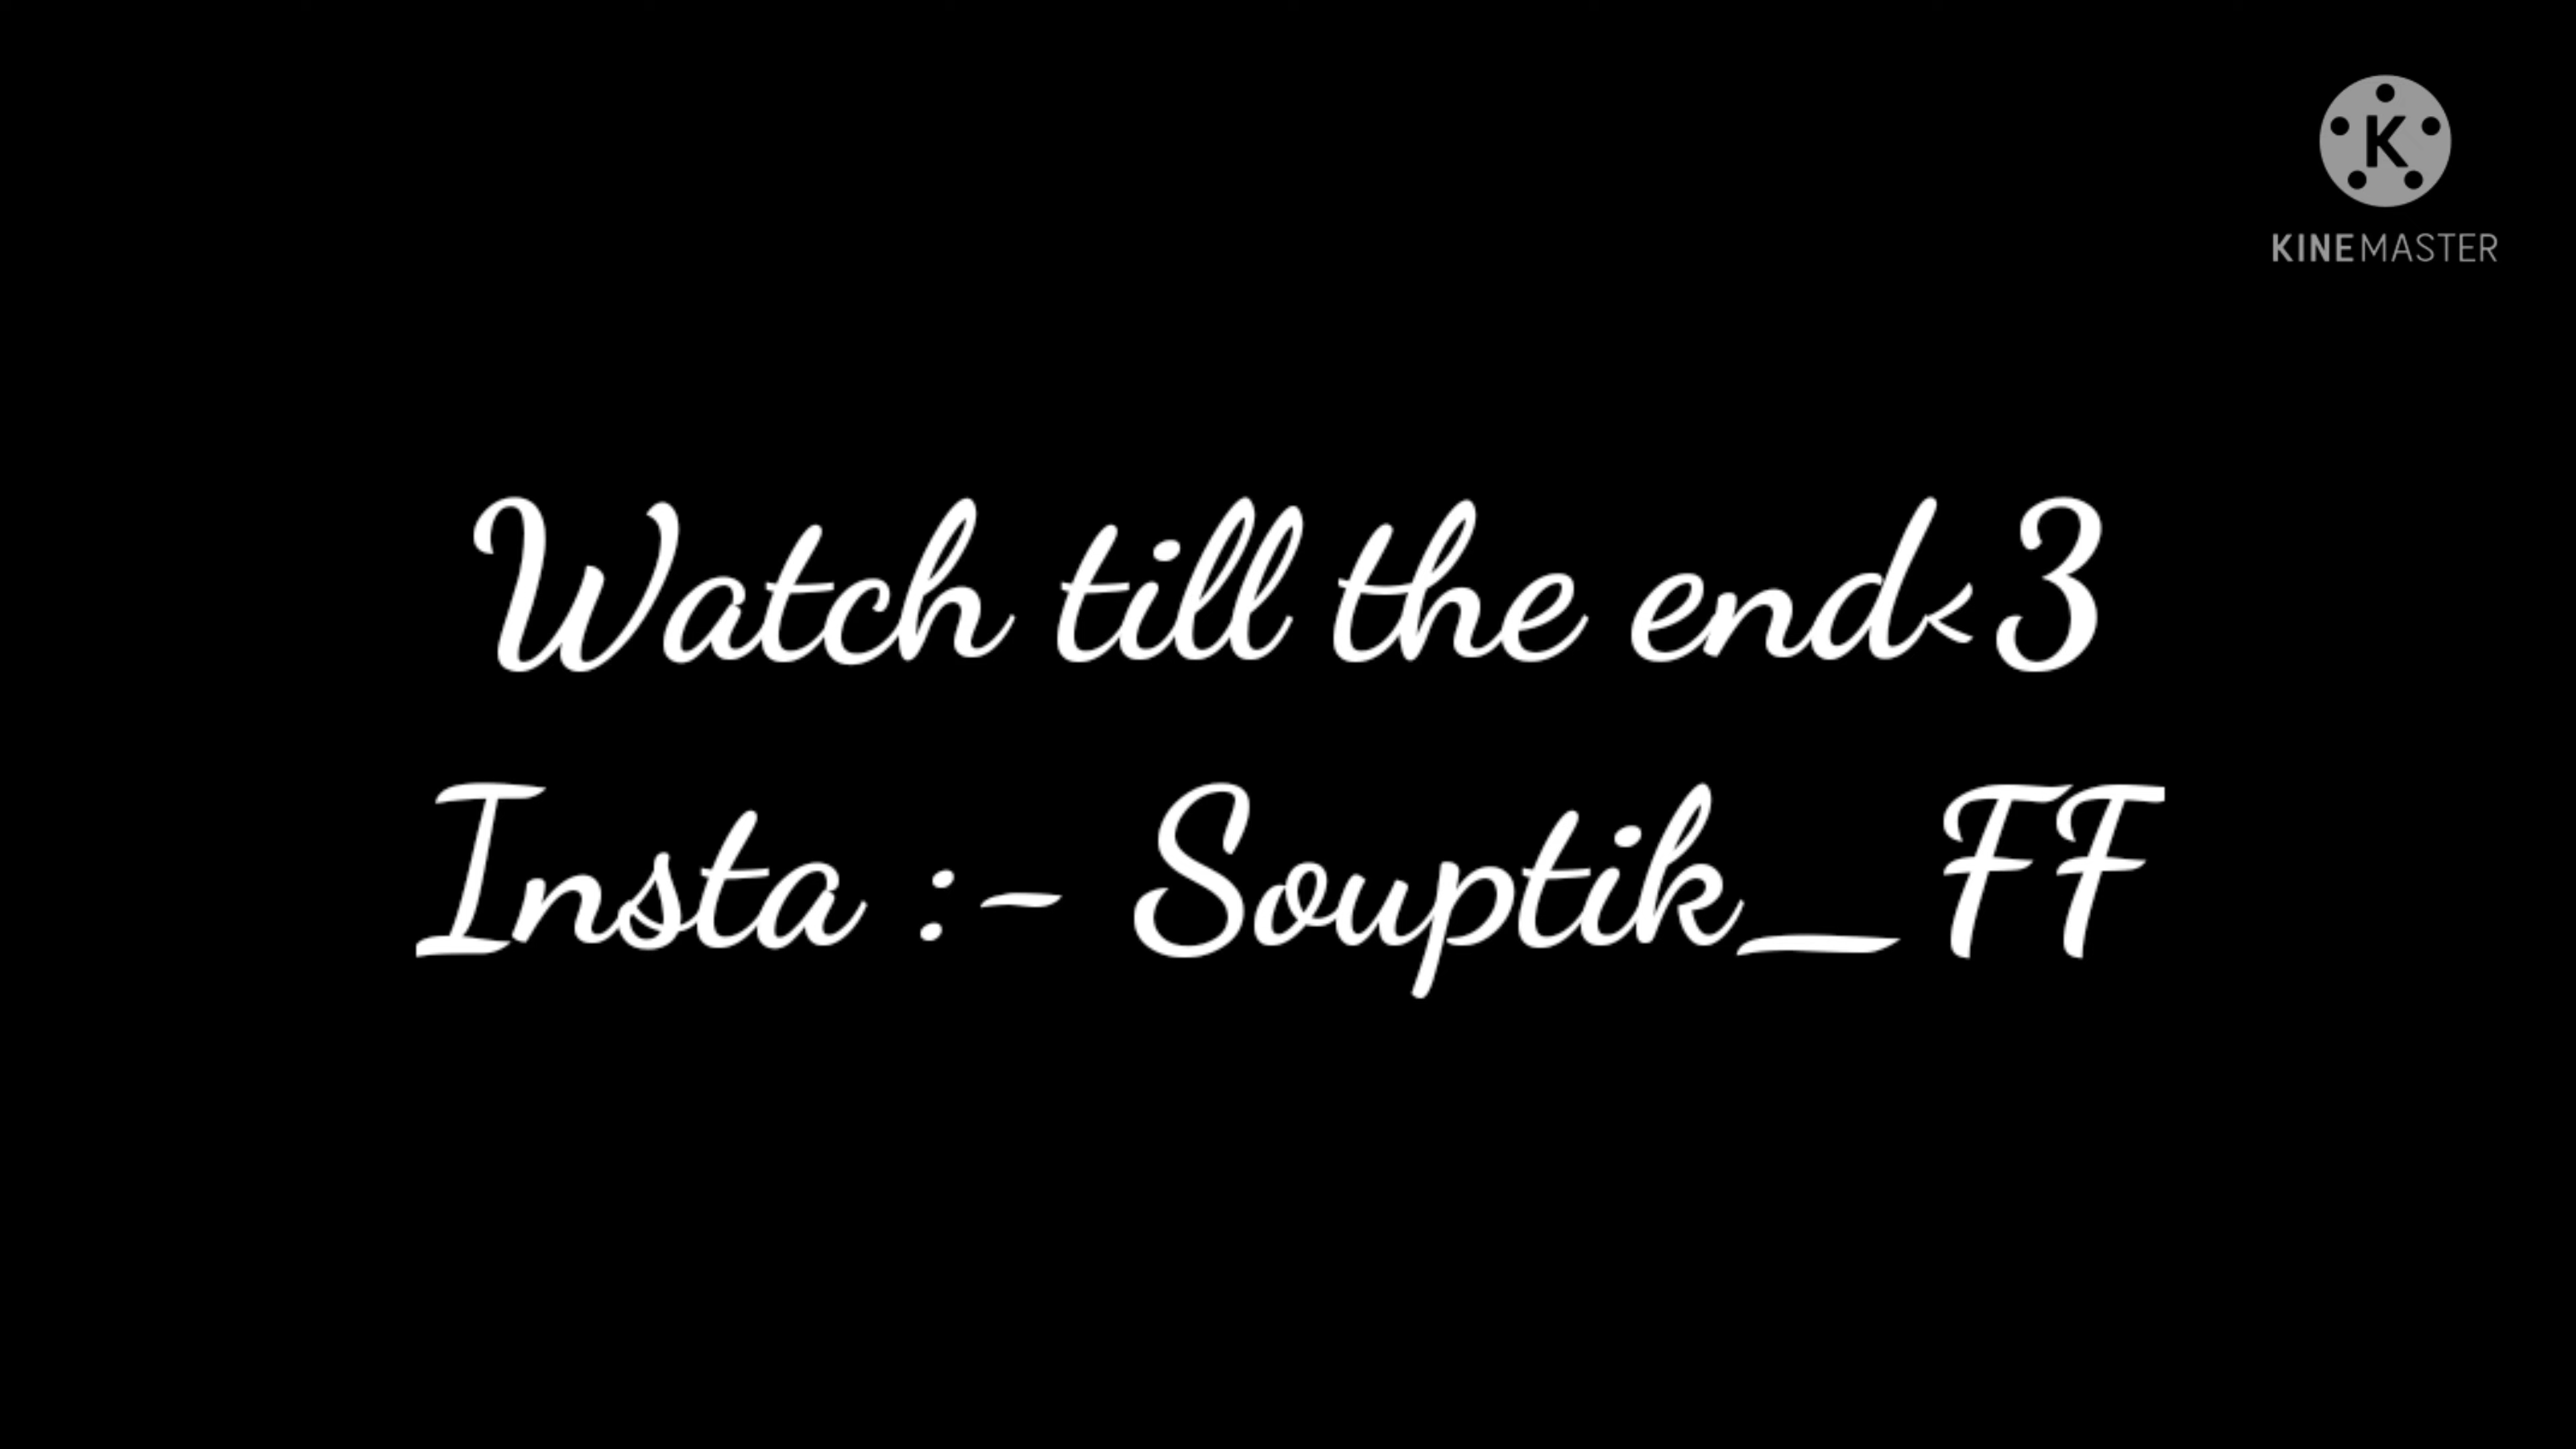 K
KINEMASTER
Watch till the end<3
Insta :- Souptik_FF